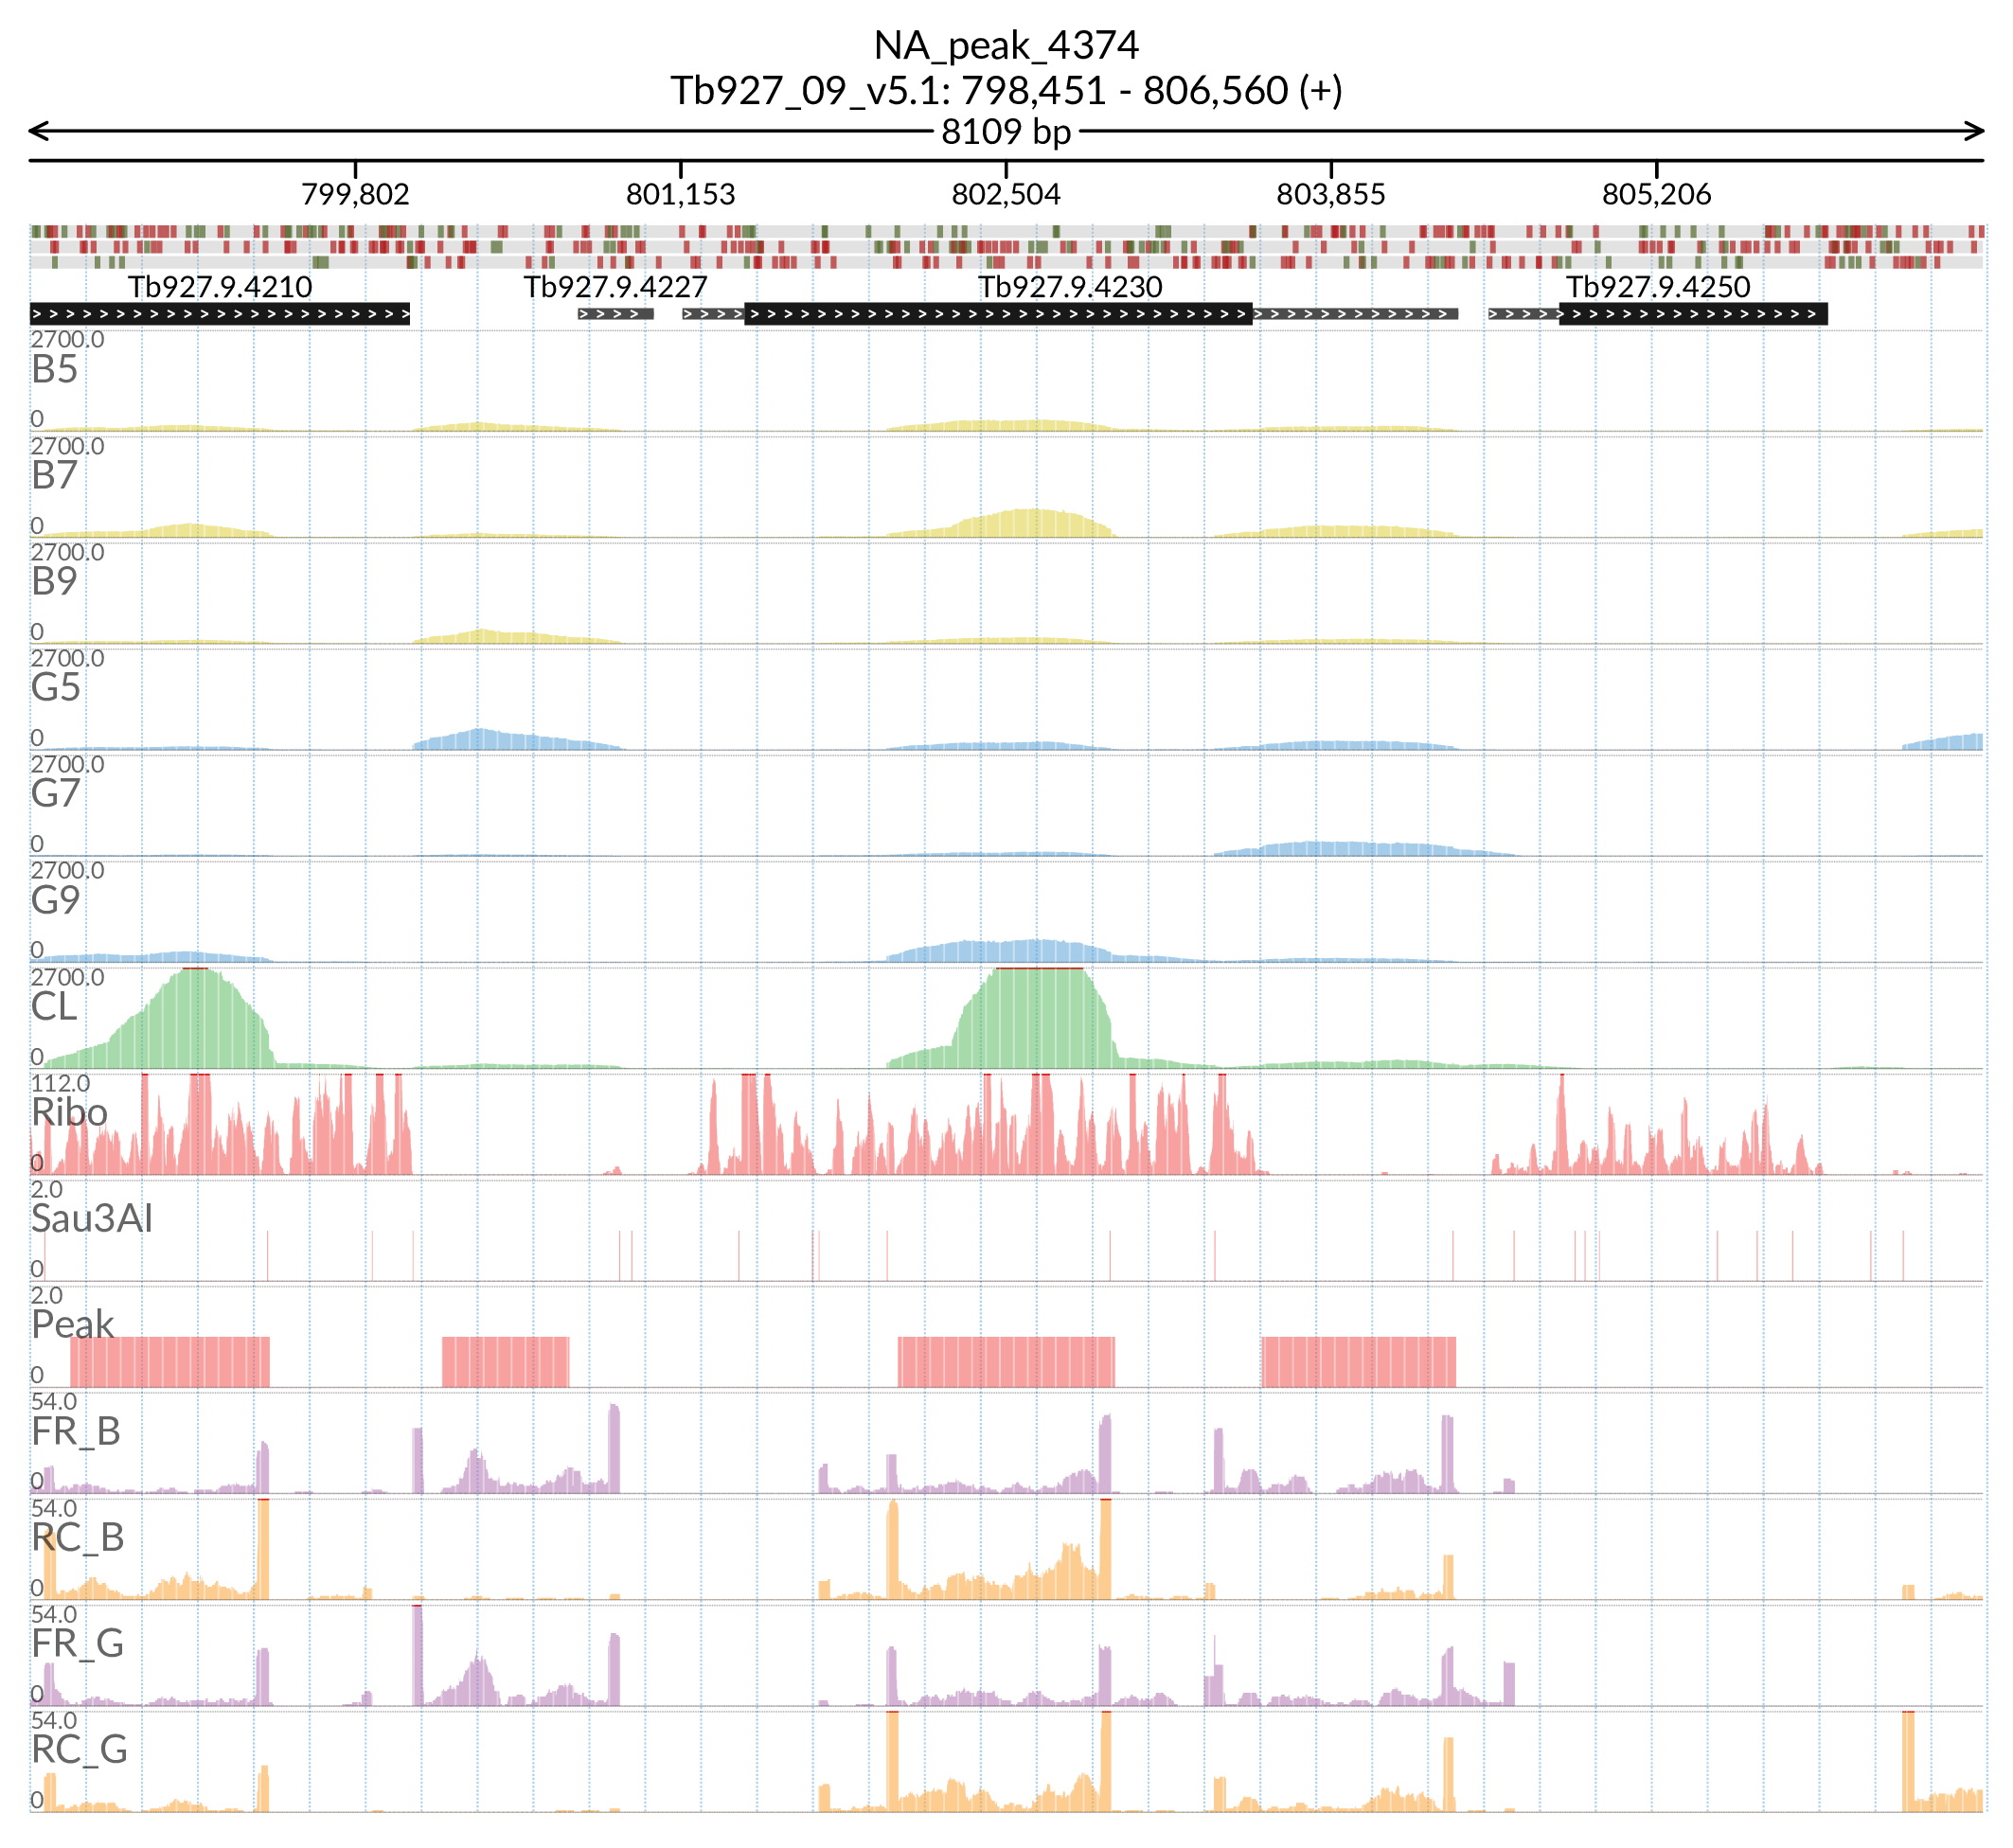 NA_peak_4374
Tb927_09_v5.1: 798,451 - 806,560 (+)
8109 bp
799,802 801,153 802,504 803,855 805,206
Tb927.9.4210 Tb927.9.4227 Tb927.9.4230 Tb927.9.4250
2700.0
B5
0
2700.0
B7
0
2700.0
B9
0
2700.0
G5
0
2700.0
G7
0
2700.0
G9
0
2700.0
CL
0
112.0
Ribo
0
2.0
Sau3AI
0
2.0
Peak
0
54.0
FR_B
0
54.0
RC_B
0
54.0
FR_G
0
54.0
RC_G
0